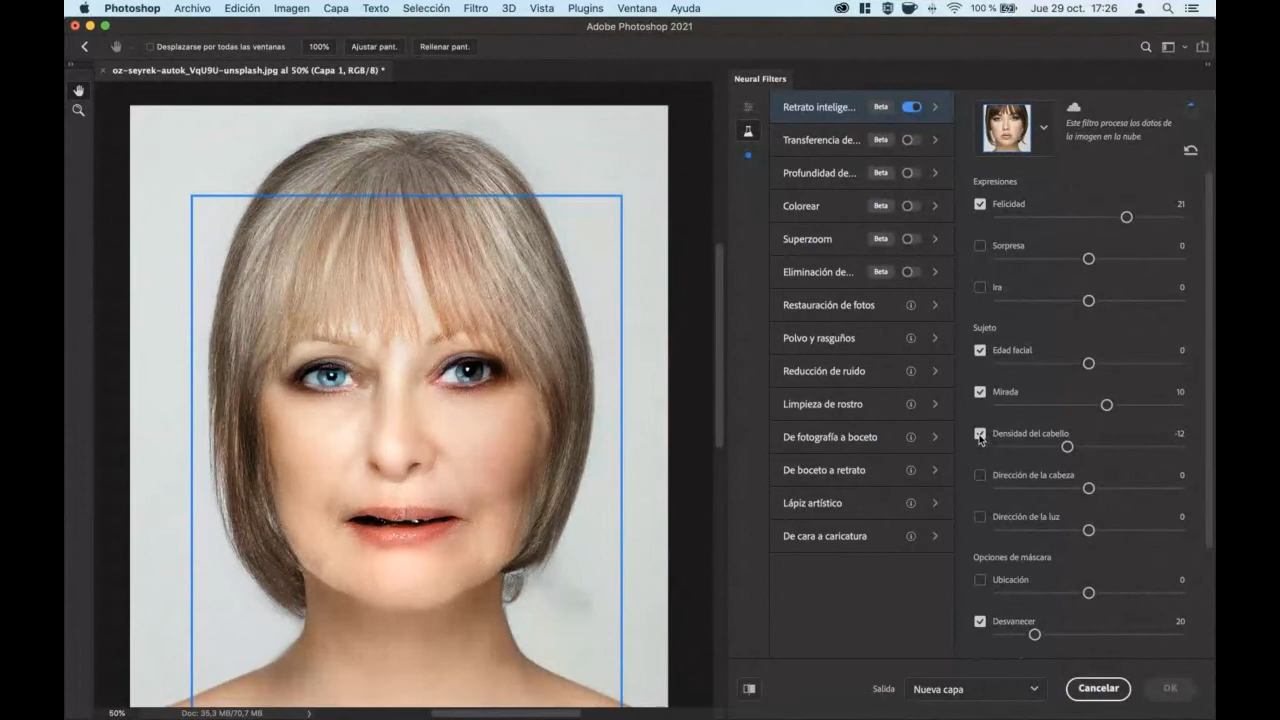 Photoshop Archivo Edición Imagen Capa Texto Selección Filtro 3D Vista Plugins Ventana Ayuda 100 % Jue 29 oct. 17:26
Adobe Photoshop 2021
Desplazarse por todas las ventanas 100% Ajustar pant. Rellenar pant.
× oz-seyrek-autok_VqU9U-unsplash.jpg al 50% (Capa 1, RGB/8) *
Neural Filters
Retrato intelige... Beta
Transferencia de... Beta
Profundidad de... Beta
Colorear Beta
Superzoom Beta
Eliminación de... Beta
Restauración de fotos
Polvo y rasguños
Reducción de ruido
Limpieza de rostro
De fotografía a boceto
De boceto a retrato
Lápiz artístico
De cara a caricatura
Este filtro procesa los datos de
la imagen en la nube.
Expresiones
Felicidad 21
Sorpresa 0
Ira 0
Sujeto
Edad facial 0
Mirada 10
Densidad del cabello -12
Dirección de la cabeza 0
Dirección de la luz 0
Opciones de máscara
Ubicación 0
Desvanecer 20
Salida Nueva capa Cancelar OK
50% Doc: 35,3 MB/70,7 MB